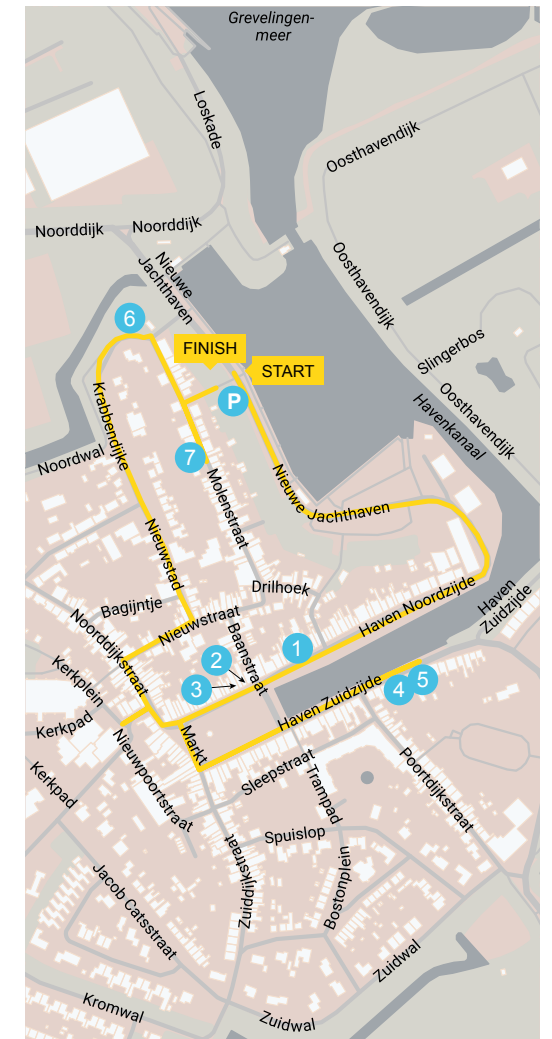 Grevelingen-
meer
Loskade
Oosthavendijk
Noorddijk
Noorddijk
Nieuwe
Jachthaven
Oosthavendijk
6
FINISH
START
Slingerbos
P
Krabbendijke
Oosthavendijk
Havenkanaal
Noordwal
7
Molenstraat
Nieuwe Jachthaven
Nieuwstad
Drilhoek
Bagijntje
Haven Noordzijde
Haven
Zuidzijde
Nieuwstraat
Noorddijkstraat
Baanstraat
1
2
3
Kerkplein
Haven Zuidzijde
4
5
Kerkpad
Markt
Nieuwpoortstraat
Sleepstraat
Poortdijkstraat
Kerkpad
Trampad
Spuislop
Zuiddijkstraat
Bostonplein
Jacob Catsstraat
Zuidwal
Kromwal
Zuidwal